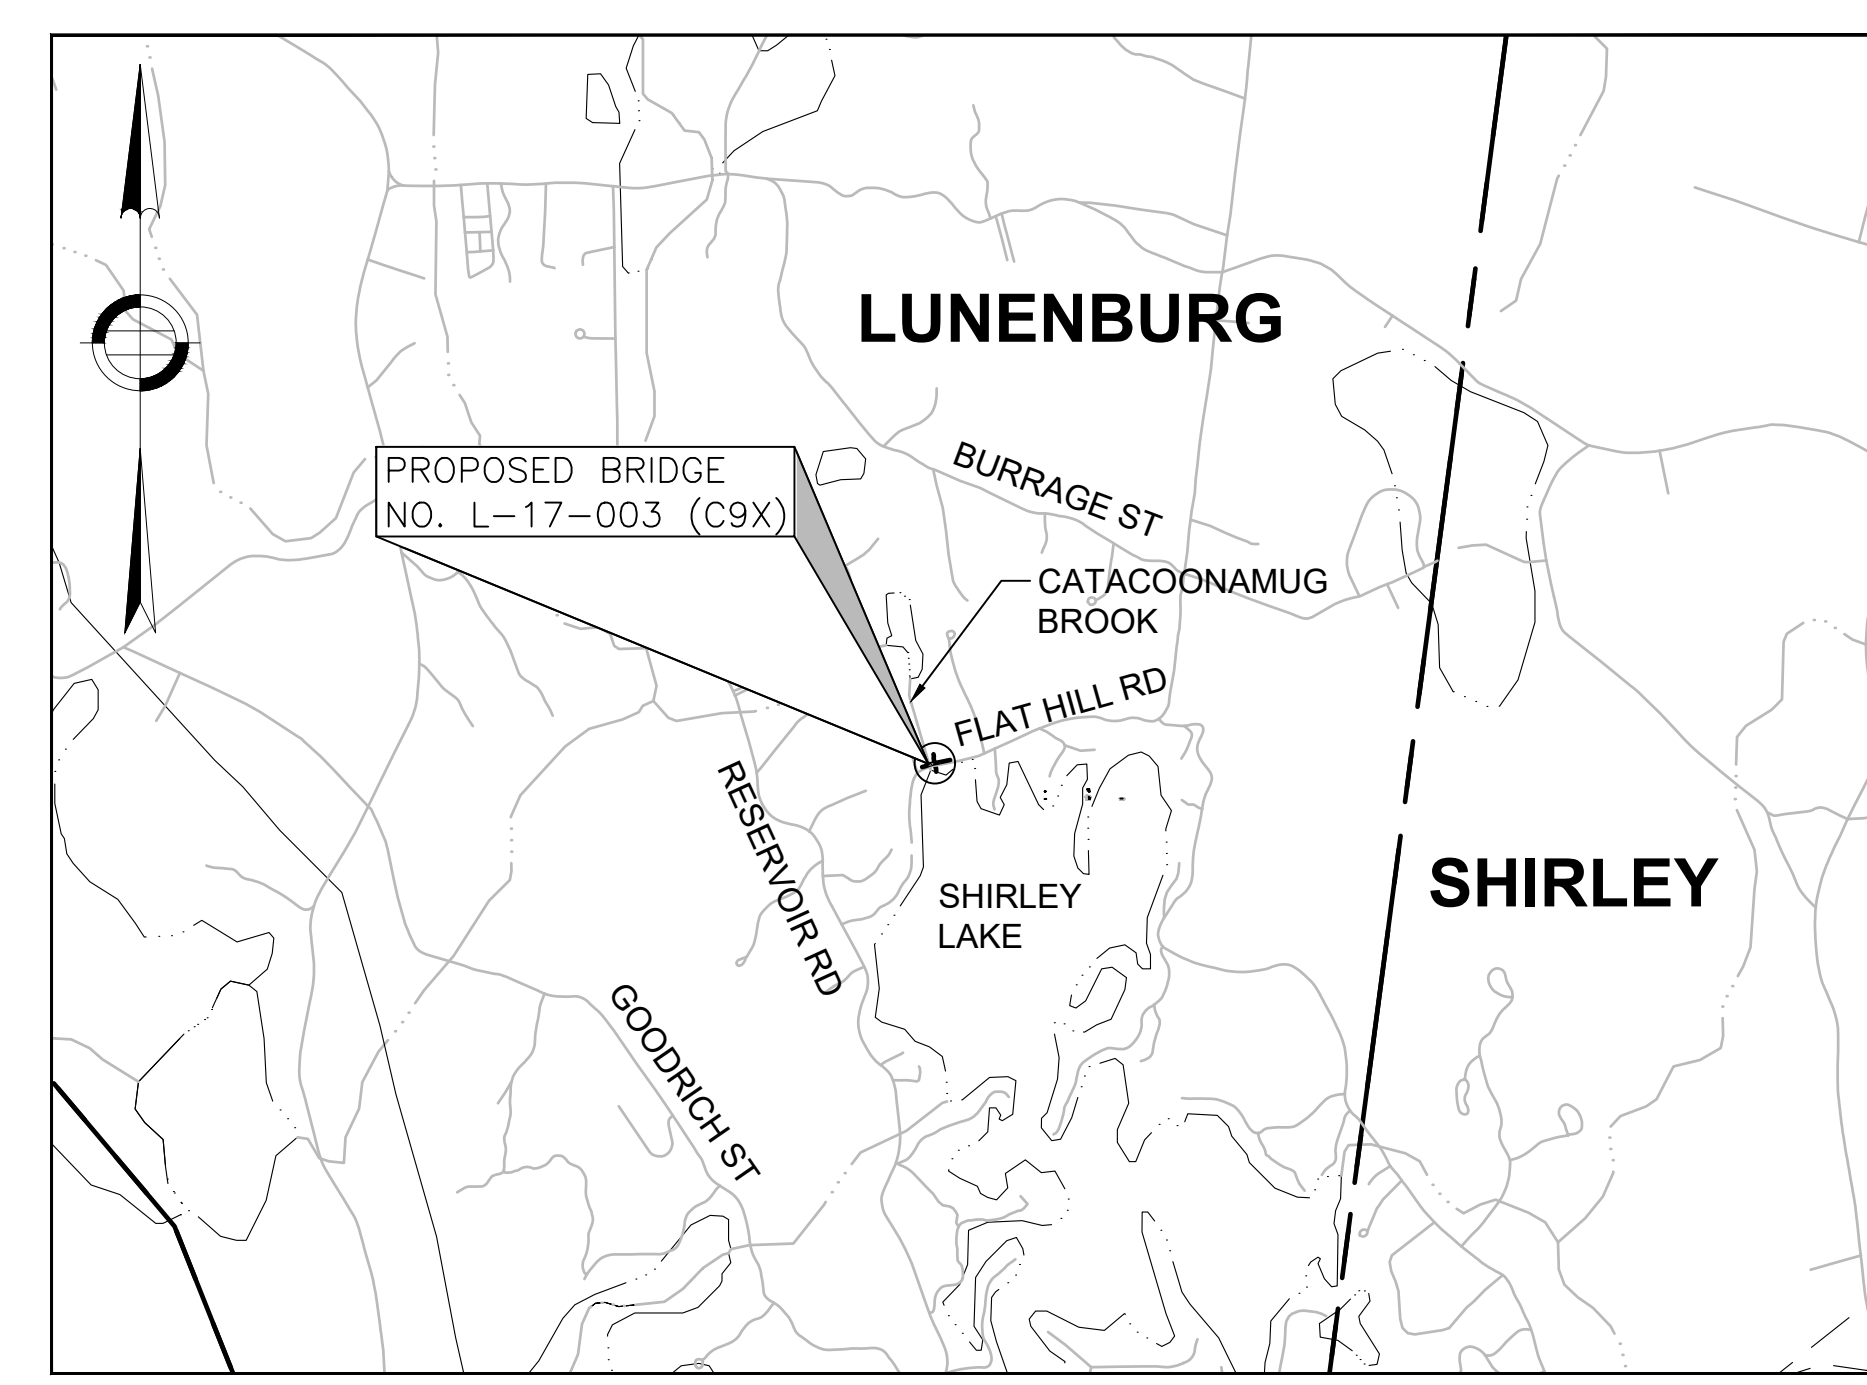 LUNENBURG
PROPOSED BRIDGE
NO. L-17-003 (C9X)
BURRAGE ST
CATACOONAMUG
BROOK
FLAT HILL RD
RESERVOIR RD
SHIRLEY
LAKE
SHIRLEY
GOODRICH ST